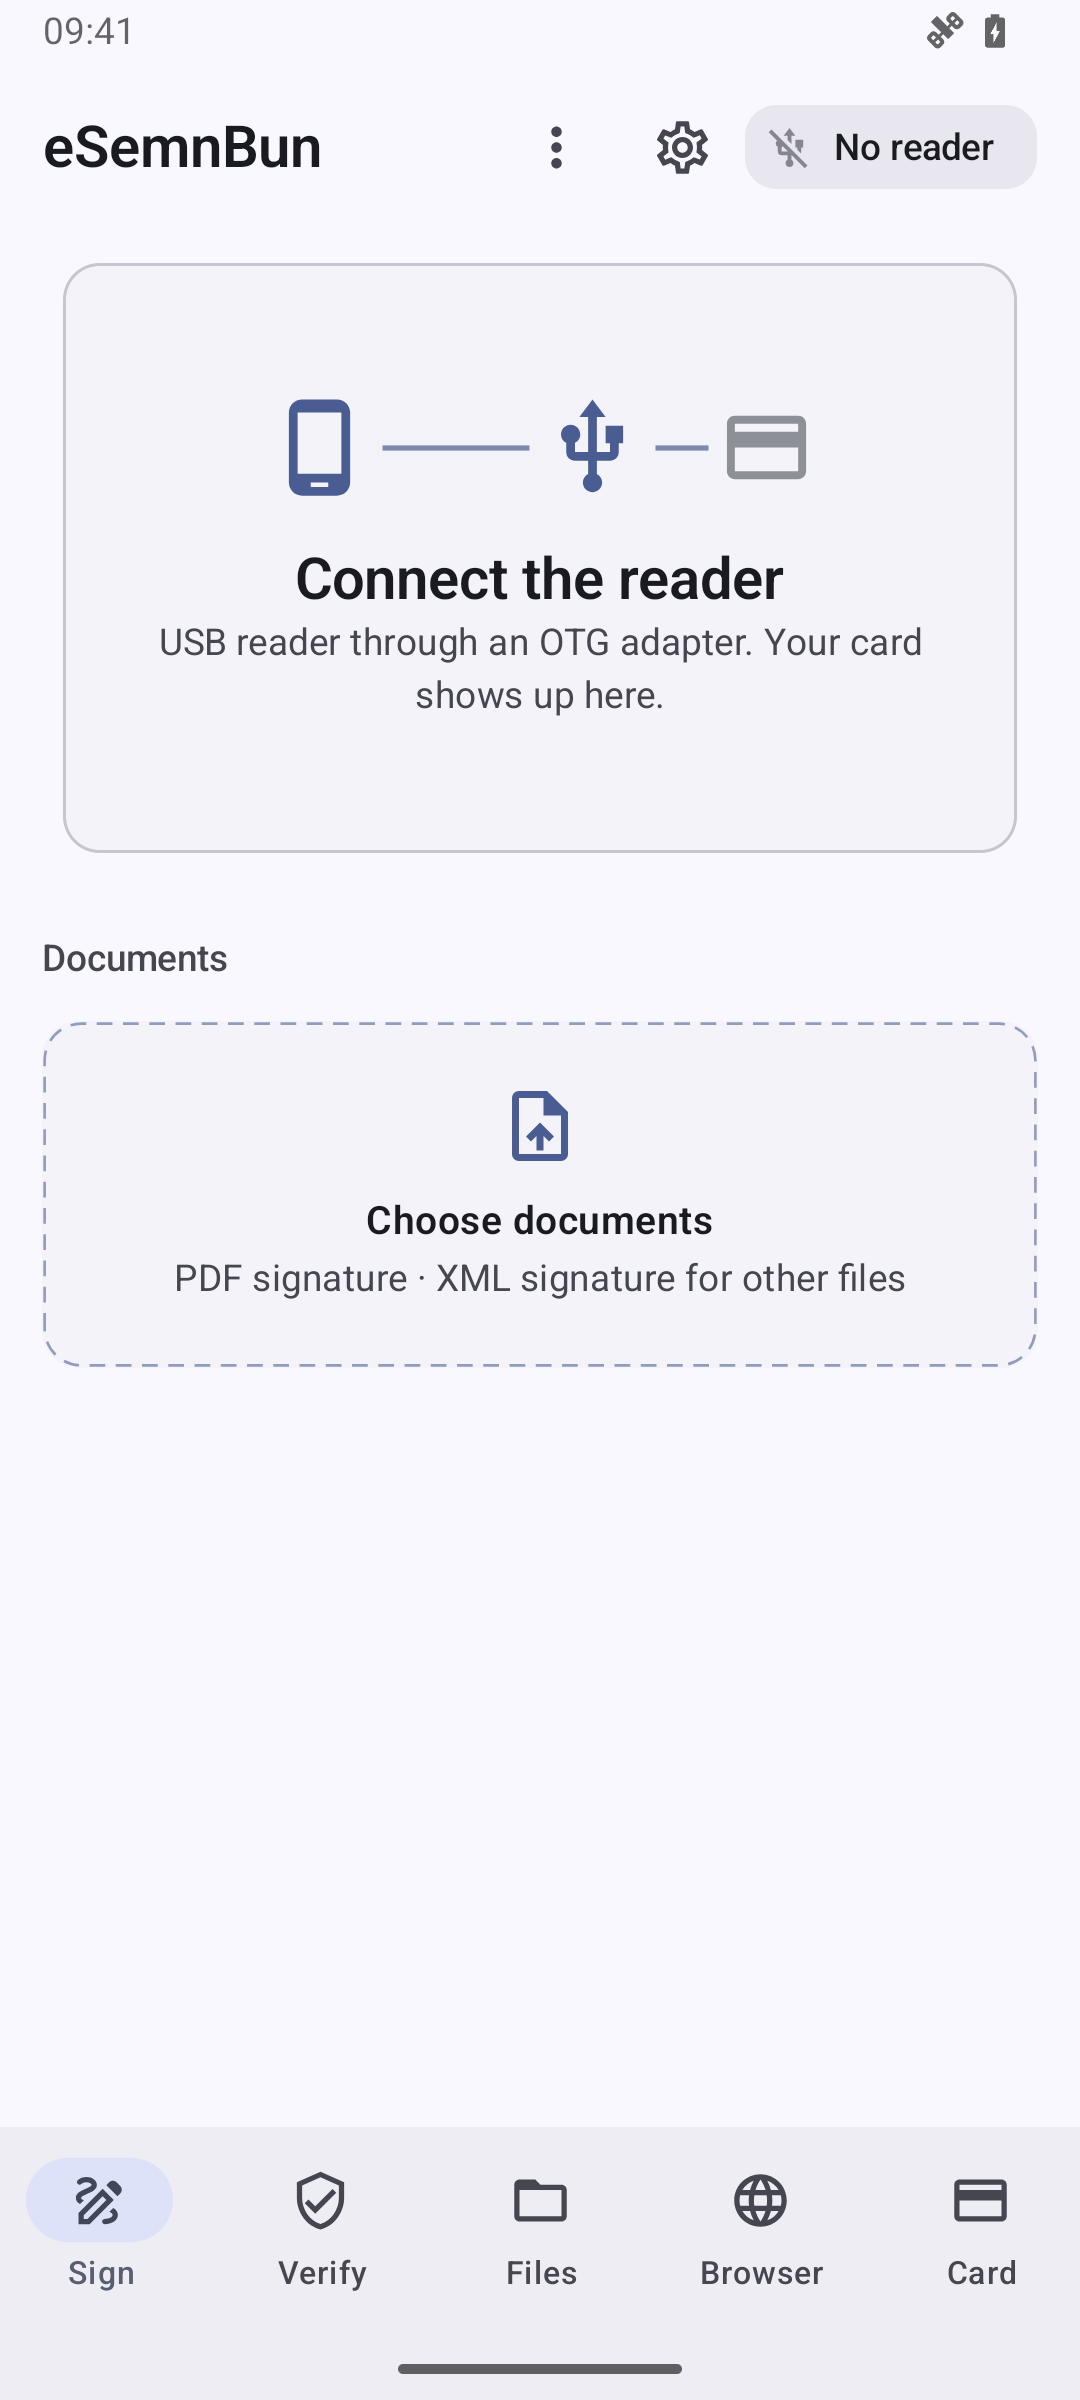 09:41
eSemnBun
No reader
Connect the reader
USB reader through an OTG adapter. Your card
shows up here.
Documents
Choose documents
PDF signature · XML signature for other files
Sign
Verify
Files
Browser
Card